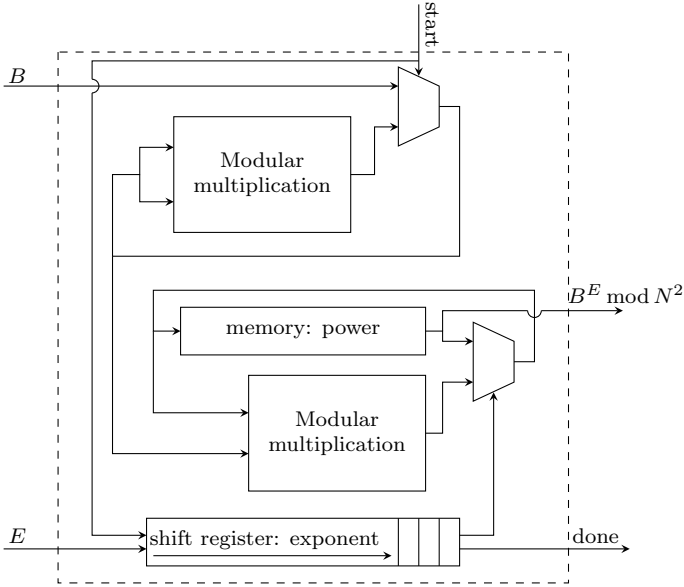 start
B
Modular
multiplication
B^E mod N^2
memory: power
Modular
multiplication
E
shift register: exponent
done